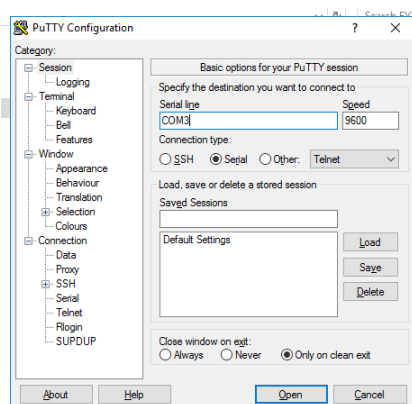 Search
PuTTY Configuration
? X
Category:
Session
Logging
Terminal
Keyboard
Bell
Features
Window
Appearance
Behaviour
Translation
Selection
Colours
Connection
Data
Proxy
SSH
Serial
Telnet
Rlogin
SUPDUP
Basic options for your PuTTY session
Specify the destination you want to connect to
Serial line Speed
COM3 9600
Connection type:
SSH Serial Other: Telnet
Load, save or delete a stored session
Saved Sessions
Default Settings
Load
Save
Delete
Close window on exit:
Always Never Only on clean exit
About Help Open Cancel